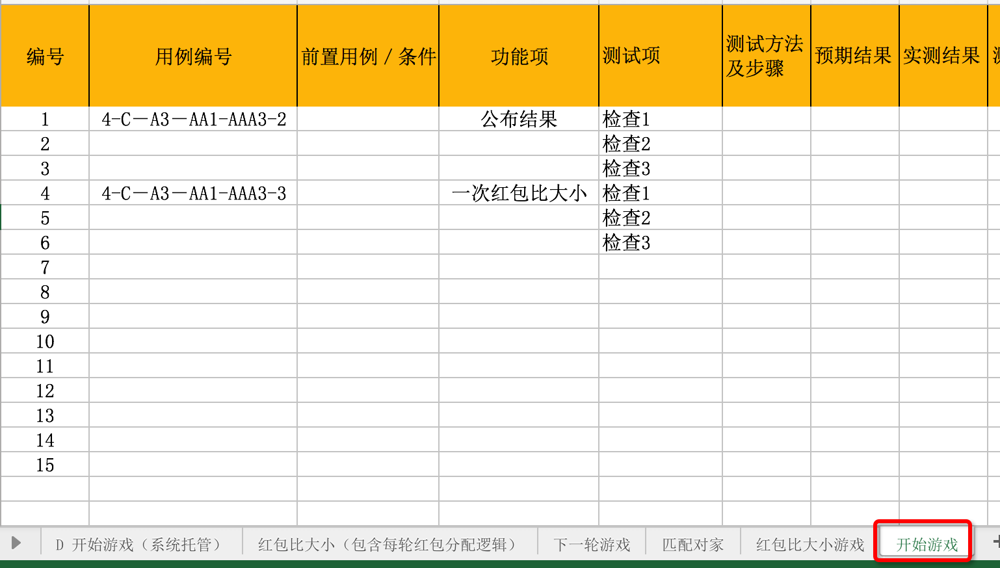 编号 用例编号 前置用例 / 条件 功能项 测试项 测试方法及步骤 预期结果 实测结果
1 4-C－A3－AA1-AAA3-2 公布结果 检查1
2 检查2
3 检查3
4 4-C－A3－AA1-AAA3-3 一次红包比大小 检查1
5 检查2
6 检查3
7
8
9
10
11
12
13
14
15
D 开始游戏（系统托管） 红包比大小（包含每轮红包分配逻辑） 下一轮游戏 匹配对家 红包比大小游戏 开始游戏